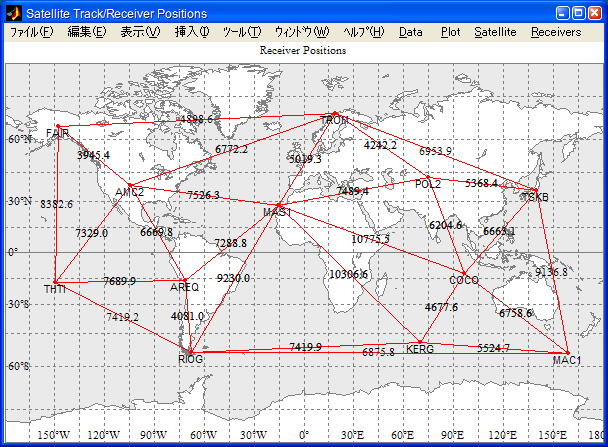 Satellite Track/Receiver Positions
ﾌｧｲﾙ(F) 編集(E) 表示(V) 挿入(I) ﾂｰﾙ(T) ｳｨﾝﾄﾞｳ(W) ﾍﾙﾌﾟ(H) Data Plot Satellite Receivers
Receiver Positions
4898.6
TROM
FAIR
60°N
6772.2
4242.2
6953.9
3945.4
5019.3
POL2
5368.4
AMC2
7526.3
7489.4
TSKB
30°N
8382.6
MAS1
7329.0
6669.8
7288.8
10775.3
6204.6
6663.1
0°
9230.0
10306.6
9136.8
THTI
7689.9
AREQ
COCO
30°S
7419.2
4081.0
4677.6
6758.6
RIOG
7419.9
6875.8
KERG
5524.7
MAC1
60°S
150°W 120°W 90°W 60°W 30°W 0° 30°E 60°E 90°E 120°E 150°E 180